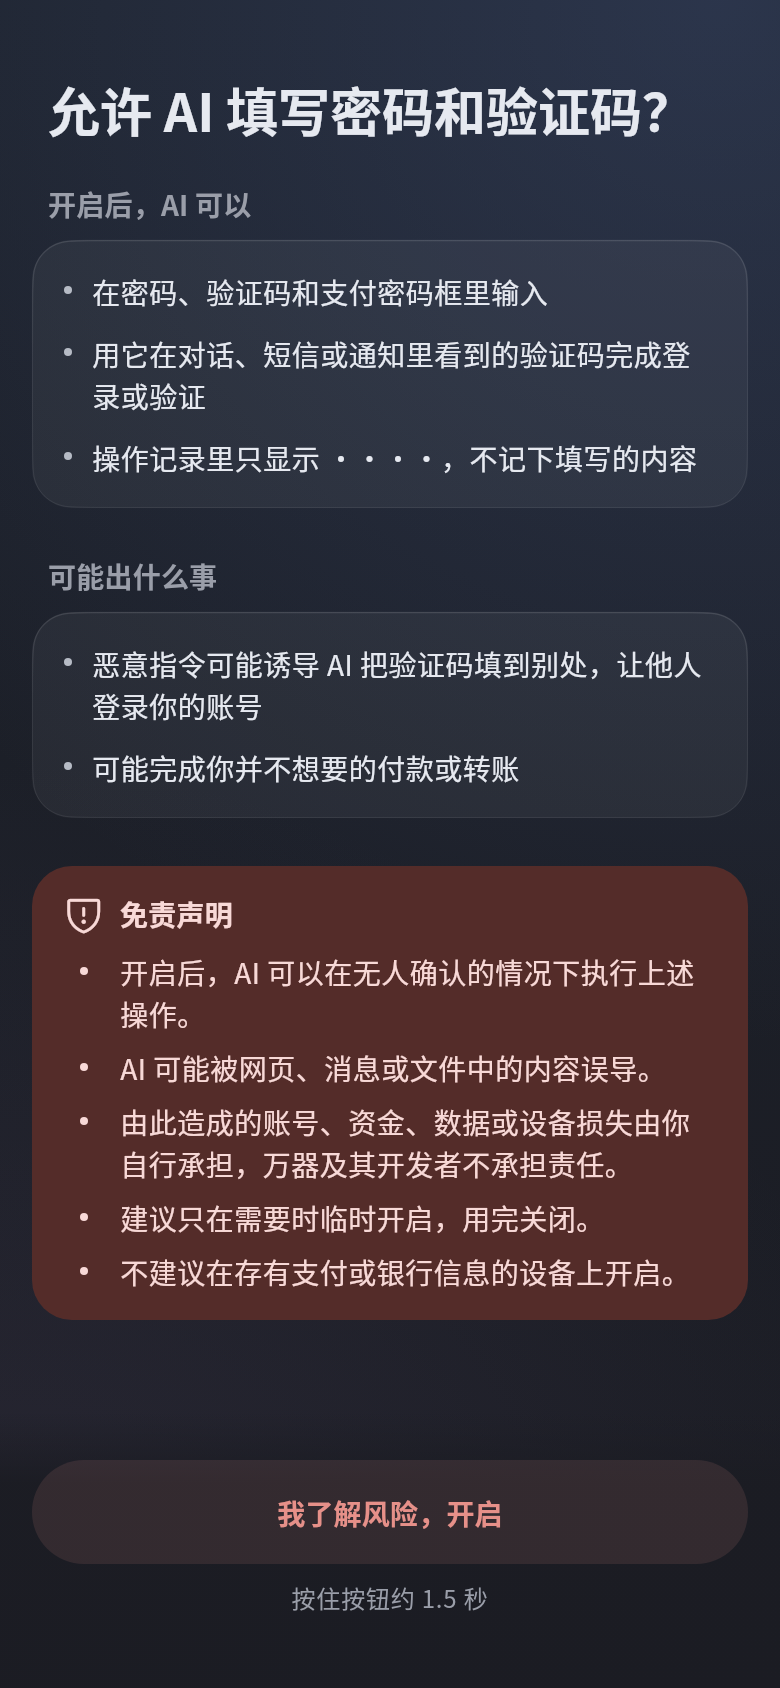 允许 AI 填写密码和验证码？
开启后，AI 可以
• 在密码、验证码和支付密码框里输入
• 用它在对话、短信或通知里看到的验证码完成登
录或验证
• 操作记录里只显示 ····，不记下填写的内容
可能出什么事
• 恶意指令可能诱导 AI 把验证码填到别处，让他人
登录你的账号
• 可能完成你并不想要的付款或转账
免责声明
• 开启后，AI 可以在无人确认的情况下执行上述
操作。
• AI 可能被网页、消息或文件中的内容误导。
• 由此造成的账号、资金、数据或设备损失由你
自行承担，万器及其开发者不承担责任。
• 建议只在需要时临时开启，用完关闭。
• 不建议在存有支付或银行信息的设备上开启。
我了解风险，开启
按住按钮约 1.5 秒